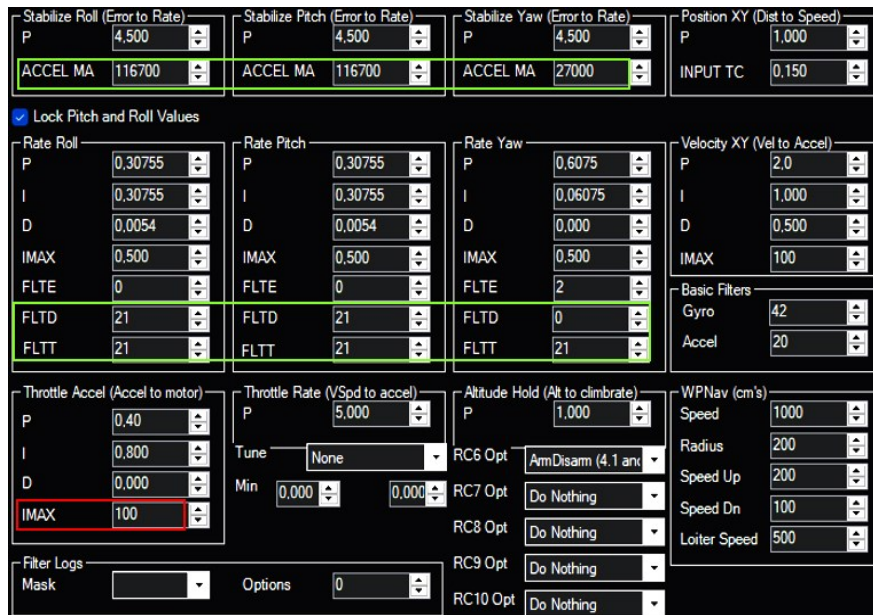 Stabilize Roll (Error to Rate)
P 4,500
ACCEL MA 116700
Stabilize Pitch (Error to Rate)
P 4,500
ACCEL MA 116700
Stabilize Yaw (Error to Rate)
P 4,500
ACCEL MA 27000
Position XY (Dist to Speed)
P 1,000
INPUT TC 0,150
Lock Pitch and Roll Values
Rate Roll
P 0,30755
I 0,30755
D 0,0054
IMAX 0,500
FLTE 0
FLTD 21
FLTT 21
Rate Pitch
P 0,30755
I 0,30755
D 0,0054
IMAX 0,500
FLTE 0
FLTD 21
FLTT 21
Rate Yaw
P 0,6075
I 0,06075
D 0,000
IMAX 0,500
FLTE 2
FLTD 0
FLTT 21
Velocity XY (Vel to Accel)
P 2,0
I 1,000
D 0,500
IMAX 100
Basic Filters
Gyro 42
Accel 20
Throttle Accel (Accel to motor)
P 0,40
I 0,800
D 0,000
IMAX 100
Throttle Rate (VSpd to accel)
P 5,000
Tune None
Min 0,000 0,000
Altitude Hold (Alt to climbrate)
P 1,000
RC6 Opt ArmDisarm (4.1 and
RC7 Opt Do Nothing
RC8 Opt Do Nothing
RC9 Opt Do Nothing
RC10 Opt Do Nothing
WPNav (cm's)
Speed 1000
Radius 200
Speed Up 200
Speed Dn 100
Loiter Speed 500
Filter Logs
Mask
Options 0